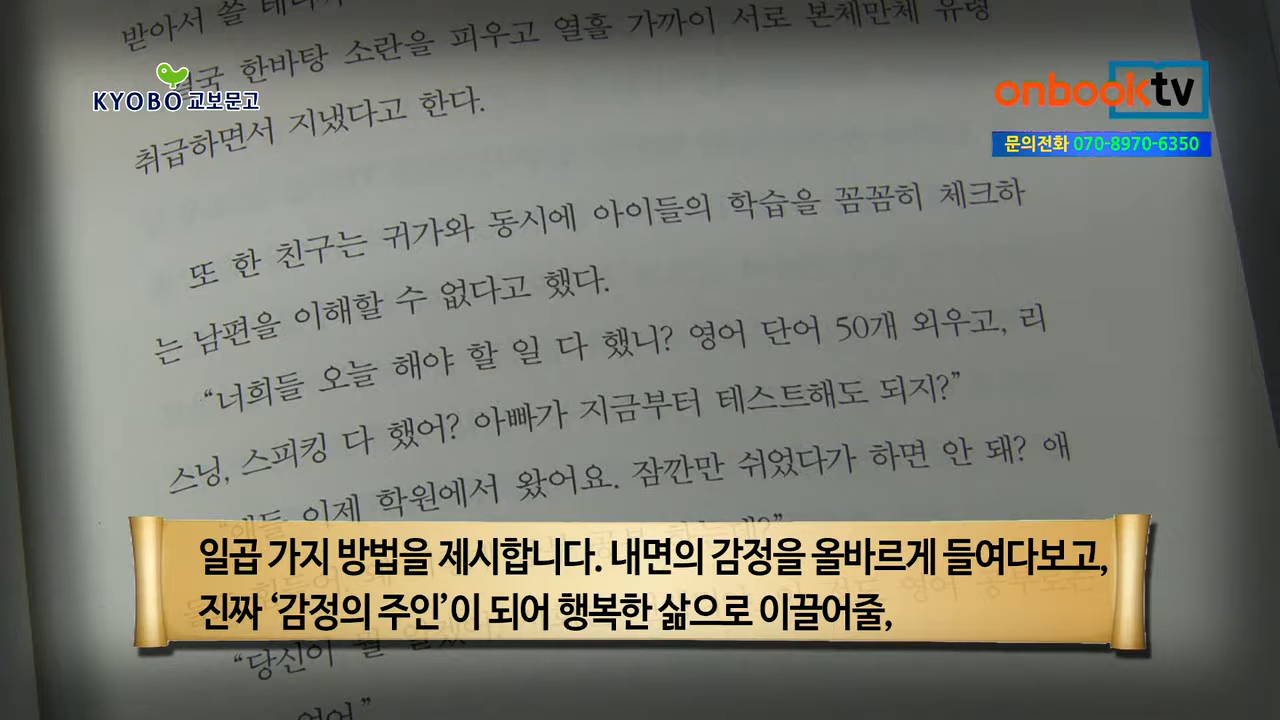 받아서 쓸
한바탕 소란을 피우고 열흘 가까이 서로 본체만체 유령
KYOBO 교보문고
onbooktv
취급하면서 지냈다고 한다.
문의전화 070-8970-6350
또 한 친구는 귀가와 동시에 아이들의 학습을 꼼꼼히 체크하
는 남편을 이해할 수 없다고 했다.
“너희들 오늘 해야 할 일 다 했니? 영어 단어 50개 외우고, 리
스닝, 스피킹 다 했어? 아빠가 지금부터 테스트해도 되지?”
“애들 이제 학원에서 왔어요. 잠깐만 쉬었다가 하면 안 돼? 애
일곱 가지 방법을 제시합니다. 내면의 감정을 올바르게 들여다보고,
진짜 ‘감정의 주인’이 되어 행복한 삶으로 이끌어줄,
“당신이 뭘